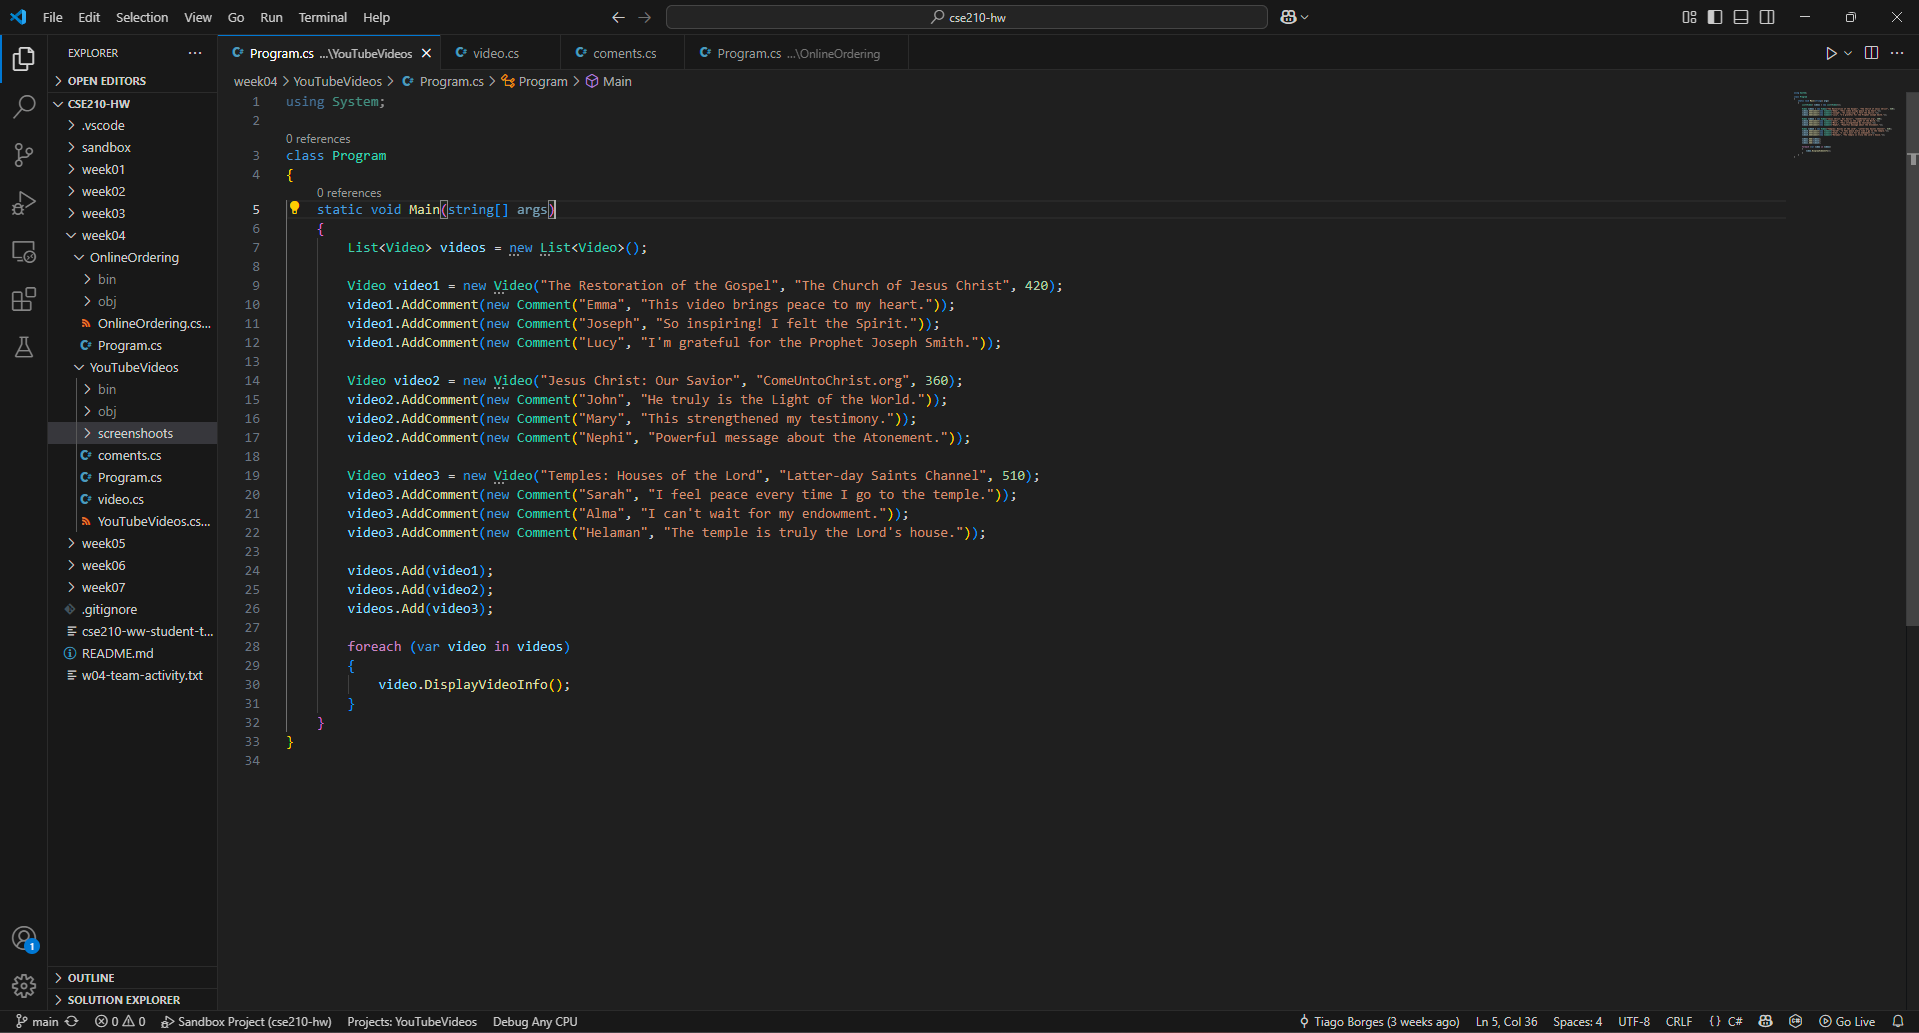 File Edit Selection View Go Run Terminal Help
cse210-hw
EXPLORER
OPEN EDITORS
CSE210-HW
.vscode
sandbox
week01
week02
week03
week04
OnlineOrdering
bin
obj
OnlineOrdering.cs...
Program.cs
YouTubeVideos
bin
obj
screenshoots
coments.cs
Program.cs
video.cs
YouTubeVideos.cs...
week05
week06
week07
.gitignore
cse210-ww-student-t...
README.md
w04-team-activity.txt
OUTLINE
SOLUTION EXPLORER
Program.cs ...\YouTubeVideos
video.cs
coments.cs
Program.cs ...\OnlineOrdering
week04 > YouTubeVideos > Program.cs > Program > Main
1 using System;
2
0 references
3 class Program
4 {
0 references
5 static void Main(string[] args)
6 {
7 List<Video> videos = new List<Video>();
8
9 Video video1 = new Video("The Restoration of the Gospel", "The Church of Jesus Christ", 420);
10 video1.AddComment(new Comment("Emma", "This video brings peace to my heart."));
11 video1.AddComment(new Comment("Joseph", "So inspiring! I felt the Spirit."));
12 video1.AddComment(new Comment("Lucy", "I'm grateful for the Prophet Joseph Smith."));
13
14 Video video2 = new Video("Jesus Christ: Our Savior", "ComeUntoChrist.org", 360);
15 video2.AddComment(new Comment("John", "He truly is the Light of the World."));
16 video2.AddComment(new Comment("Mary", "This strengthened my testimony."));
17 video2.AddComment(new Comment("Nephi", "Powerful message about the Atonement."));
18
19 Video video3 = new Video("Temples: Houses of the Lord", "Latter-day Saints Channel", 510);
20 video3.AddComment(new Comment("Sarah", "I feel peace every time I go to the temple."));
21 video3.AddComment(new Comment("Alma", "I can't wait for my endowment."));
22 video3.AddComment(new Comment("Helaman", "The temple is truly the Lord's house."));
23
24 videos.Add(video1);
25 videos.Add(video2);
26 videos.Add(video3);
27
28 foreach (var video in videos)
29 {
30 video.DisplayVideoInfo();
31 }
32 }
33 }
34
1
main 0 0 Sandbox Project (cse210-hw) Projects: YouTubeVideos Debug Any CPU Tiago Borges (3 weeks ago) Ln 5, Col 36 Spaces: 4 UTF-8 CRLF {} C# Go Live